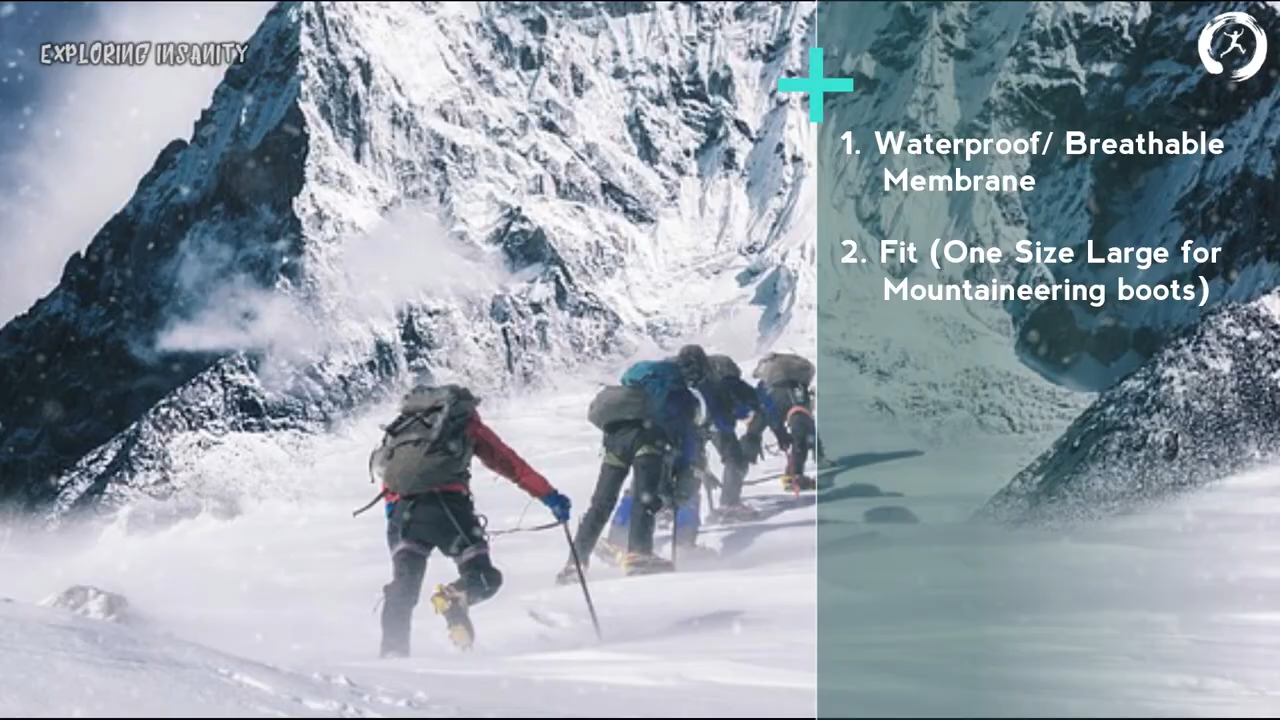 EXPLORING INSANITY
1. Waterproof/ Breathable
Membrane
2. Fit (One Size Large for
Mountaineering boots)